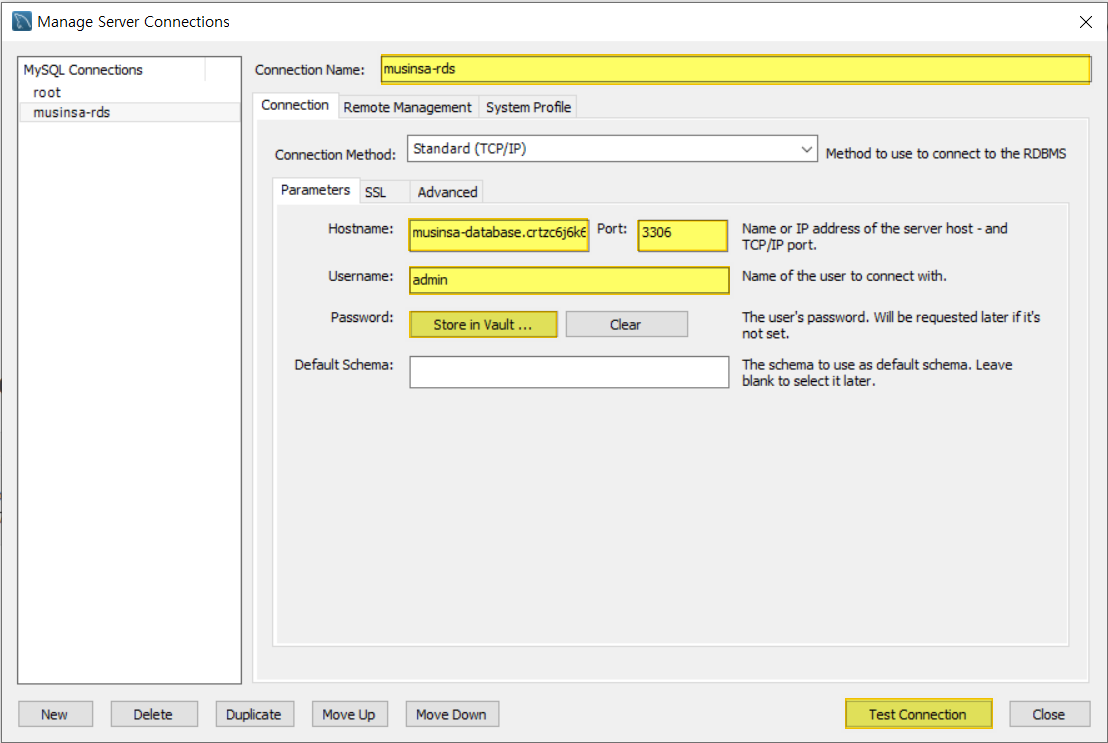 Manage Server Connections
MySQL Connections
root
musinsa-rds
Connection Name: musinsa-rds
Connection Remote Management System Profile
Connection Method: Standard (TCP/IP) Method to use to connect to the RDBMS
Parameters SSL Advanced
Hostname: musinsa-database.crtzc6j6k6 Port: 3306 Name or IP address of the server host - and
TCP/IP port.
Username: admin Name of the user to connect with.
Password: Store in Vault ... Clear The user's password. Will be requested later if it's
not set.
Default Schema: The schema to use as default schema. Leave
blank to select it later.
New Delete Duplicate Move Up Move Down Test Connection Close